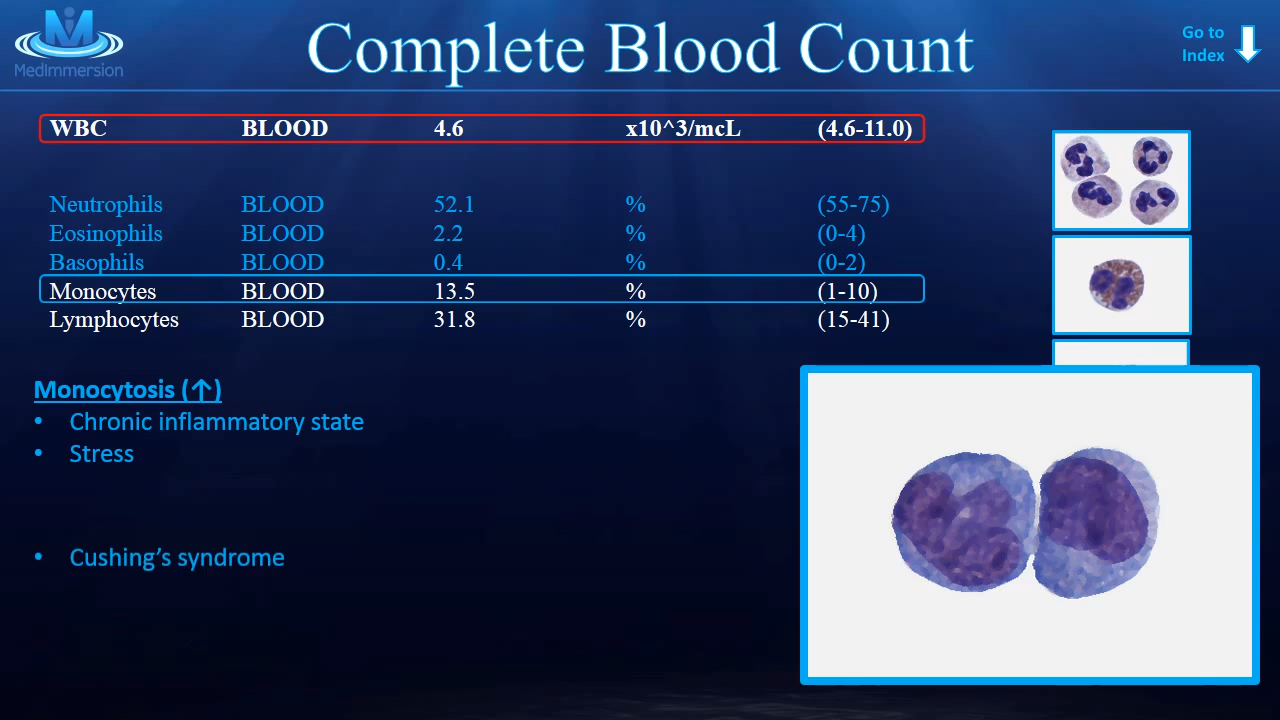 MedImmersion
Complete Blood Count
Go to
Index
WBC BLOOD 4.6 x10^3/mcL (4.6-11.0)
Neutrophils BLOOD 52.1 % (55-75)
Eosinophils BLOOD 2.2 % (0-4)
Basophils BLOOD 0.4 % (0-2)
Monocytes BLOOD 13.5 % (1-10)
Lymphocytes BLOOD 31.8 % (15-41)
Monocytosis (↑)
• Chronic inflammatory state
• Stress
• Cushing’s syndrome